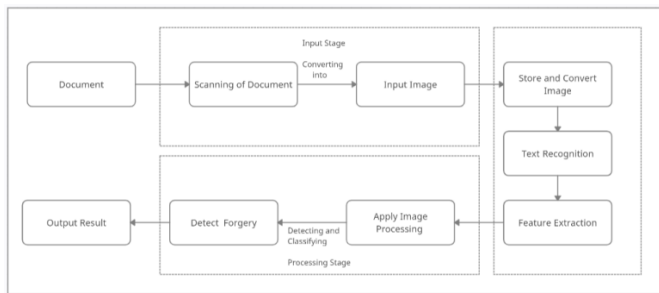 Input Stage
Document
Scanning of Document
Converting
into
Input Image
Store and Convert
Image
Text Recognition
Feature Extraction
Apply Image
Processing
Detecting and
Classifying
Detect Forgery
Output Result
Processing Stage